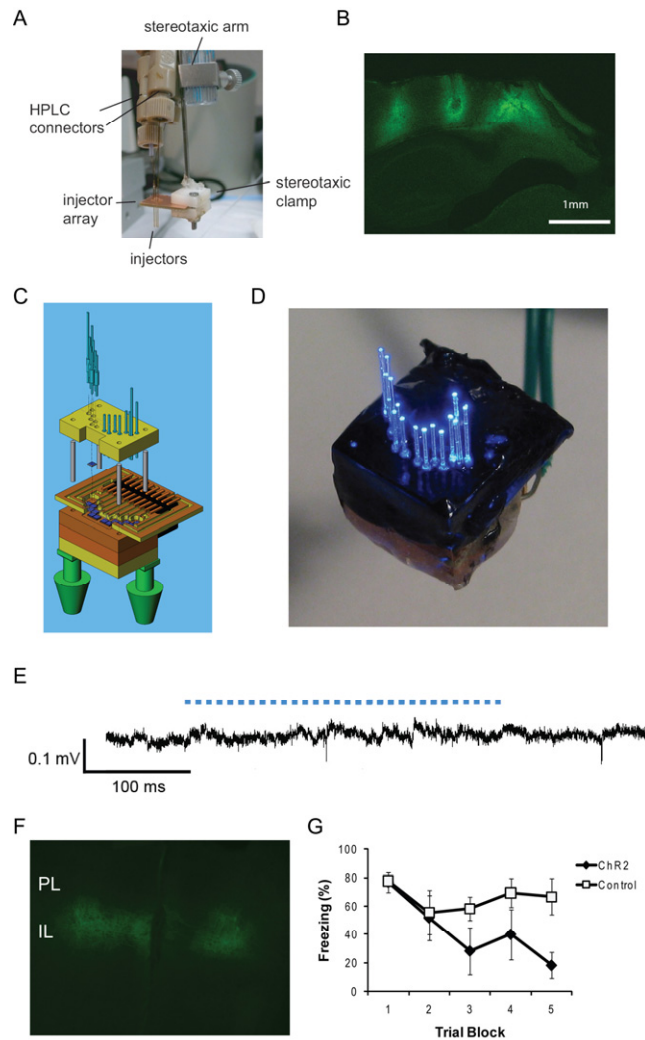 A
stereotaxic arm
HPLC
connectors
injector
array
injectors
stereotaxic
clamp
B
1mm
C
D
E
0.1 mV
100 ms
F
PL
IL
G
100
80
60
40
20
0
Freezing (%)
1 2 3 4 5
Trial Block
ChR2
Control